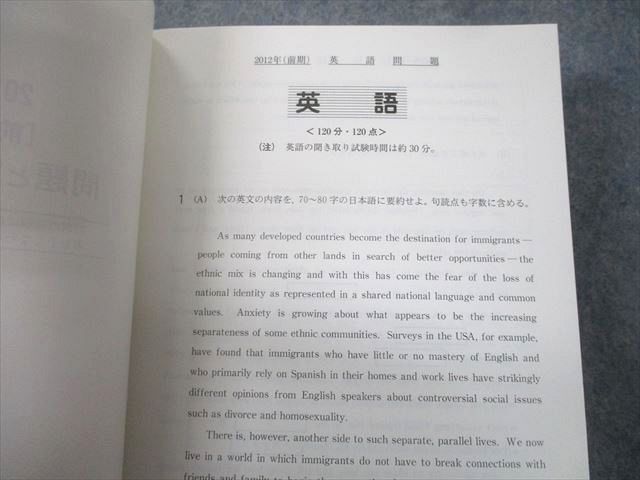 2012年(前期) 英語問題
英語
<120分・120点>
(注) 英語の聞き取り試験時間は約30分。
1 (A) 次の英文の内容を, 70～80字の日本語に要約せよ。句読点も字数に含める。
As many developed countries become the destination for immigrants —
people coming from other lands in search of better opportunities — the
ethnic mix is changing and with this has come the fear of the loss of
national identity as represented in a shared national language and common
values. Anxiety is growing about what appears to be the increasing
separateness of some ethnic communities. Surveys in the USA, for example,
have found that immigrants who have little or no mastery of English and
who primarily rely on Spanish in their homes and work lives have strikingly
different opinions from English speakers about controversial social issues
such as divorce and homosexuality.
There is, however, another side to such separate, parallel lives. We now
live in a world in which immigrants do not have to break connections with
friends and family to begin the
20
問題と